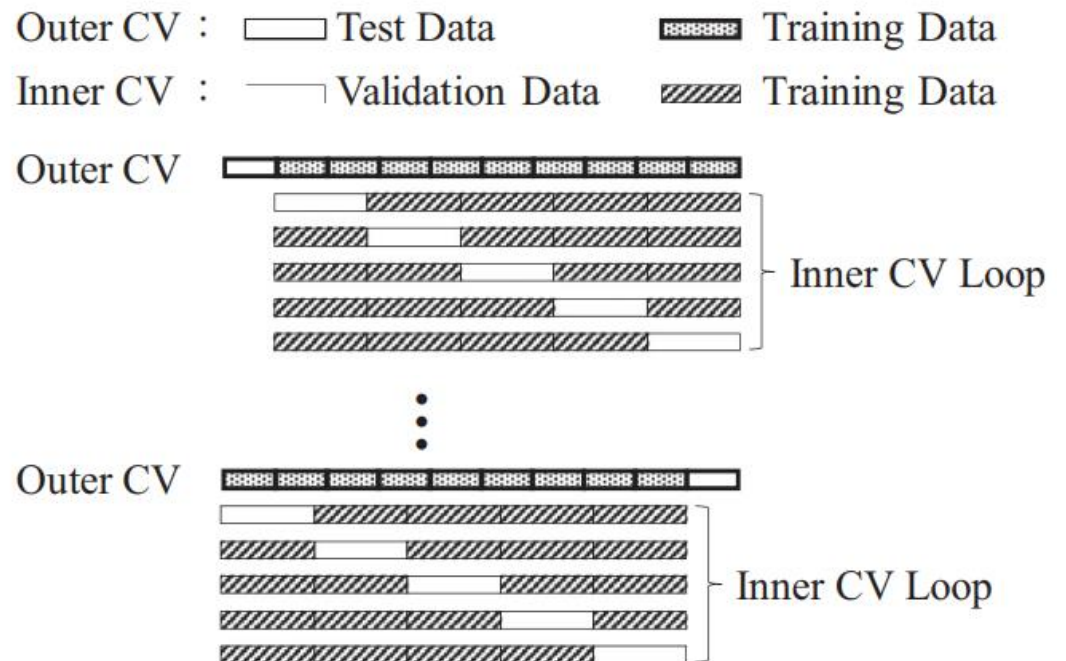 Outer CV : Test Data Training Data
Inner CV : Validation Data Training Data
Outer CV
Inner CV Loop
Outer CV
Inner CV Loop